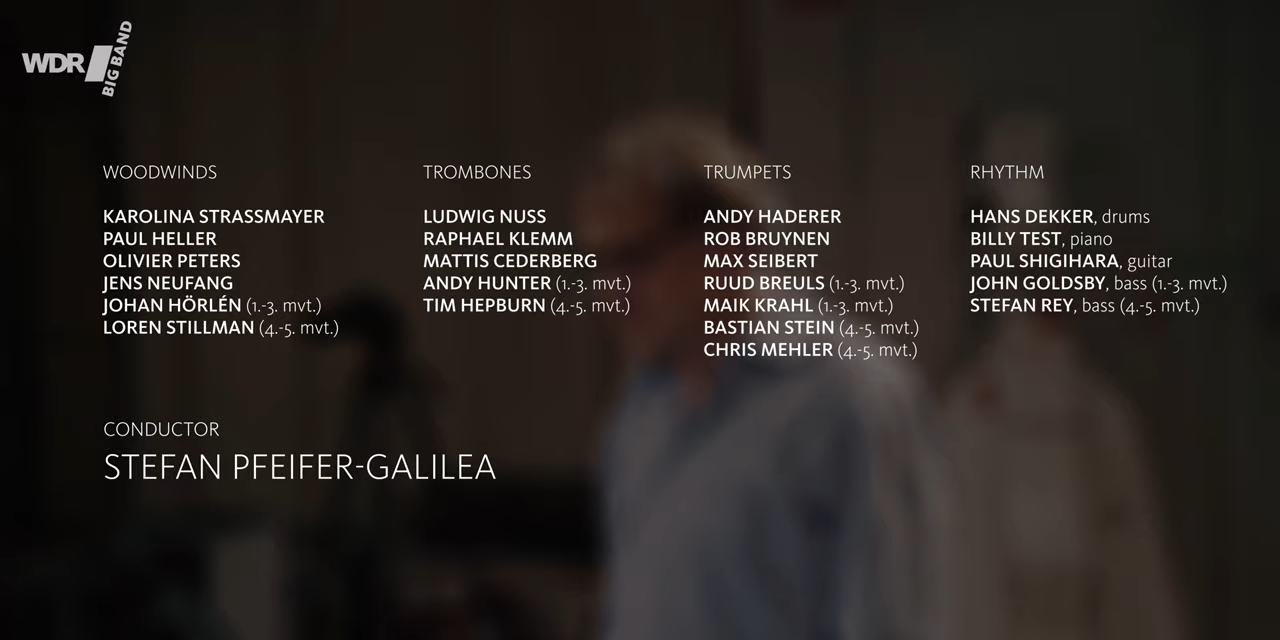 WDR BIG BAND
WOODWINDS
KAROLINA STRASSMAYER
PAUL HELLER
OLIVIER PETERS
JENS NEUFANG
JOHAN HÖRLÉN (1.-3. mvt.)
LOREN STILLMAN (4.-5. mvt.)
TROMBONES
LUDWIG NUSS
RAPHAEL KLEMM
MATTIS CEDERBERG
ANDY HUNTER (1.-3. mvt.)
TIM HEPBURN (4.-5. mvt.)
TRUMPETS
ANDY HADERER
ROB BRUYNEN
MAX SEIBERT
RUUD BREULS (1.-3. mvt.)
MAIK KRAHL (1.-3. mvt.)
BASTIAN STEIN (4.-5. mvt.)
CHRIS MEHLER (4.-5. mvt.)
RHYTHM
HANS DEKKER, drums
BILLY TEST, piano
PAUL SHIGIHARA, guitar
JOHN GOLDSBY, bass (1.-3. mvt.)
STEFAN REY, bass (4.-5. mvt.)
CONDUCTOR
STEFAN PFEIFER-GALILEA